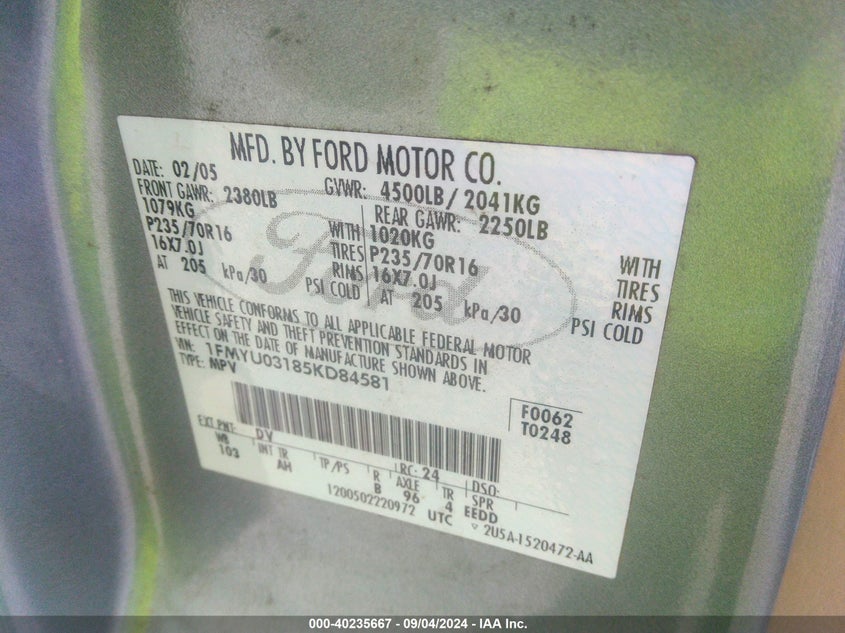 MFD. BY FORD MOTOR CO.
DATE: 02/05 GVWR: 4500LB/ 2041KG
FRONT GAWR: 2380LB REAR GAWR: 2250LB
1079KG WITH 1020KG WITH
P235/70R16 TIRES P235/70R16 TIRES
16X7.0J RIMS 16X7.0J RIMS
AT 205 kPa/30 PSI COLD AT 205 kPa/30 PSI COLD
THIS VEHICLE CONFORMS TO ALL APPLICABLE FEDERAL MOTOR
VEHICLE SAFETY AND THEFT PREVENTION STANDARDS IN
EFFECT ON THE DATE OF MANUFACTURE SHOWN ABOVE.
VIN: 1FMYU03185KD84581
TYPE: MPV
F0062
T0248
EXT PNT: DV RC: 24 DSO:
WB INT TR TP/PS R AXLE TR SPR
103 AH B 96 4 EEDD
1200502220972 UTC
2U5A-1520472-AA
Ford
000-40235667 - 09/04/2024 - IAA Inc.